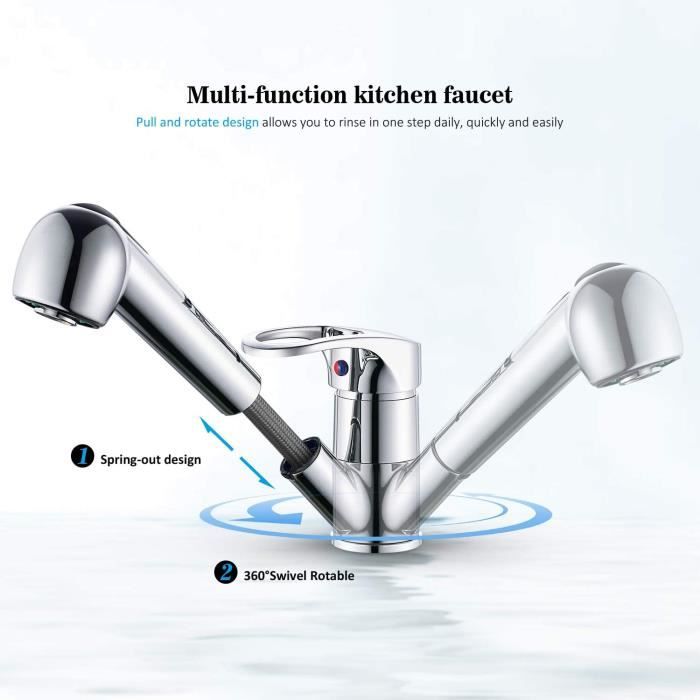 Multi-function kitchen faucet
Pull and rotate design allows you to rinse in one step daily, quickly and easily
1 Spring-out design
2 360°Swivel Rotable